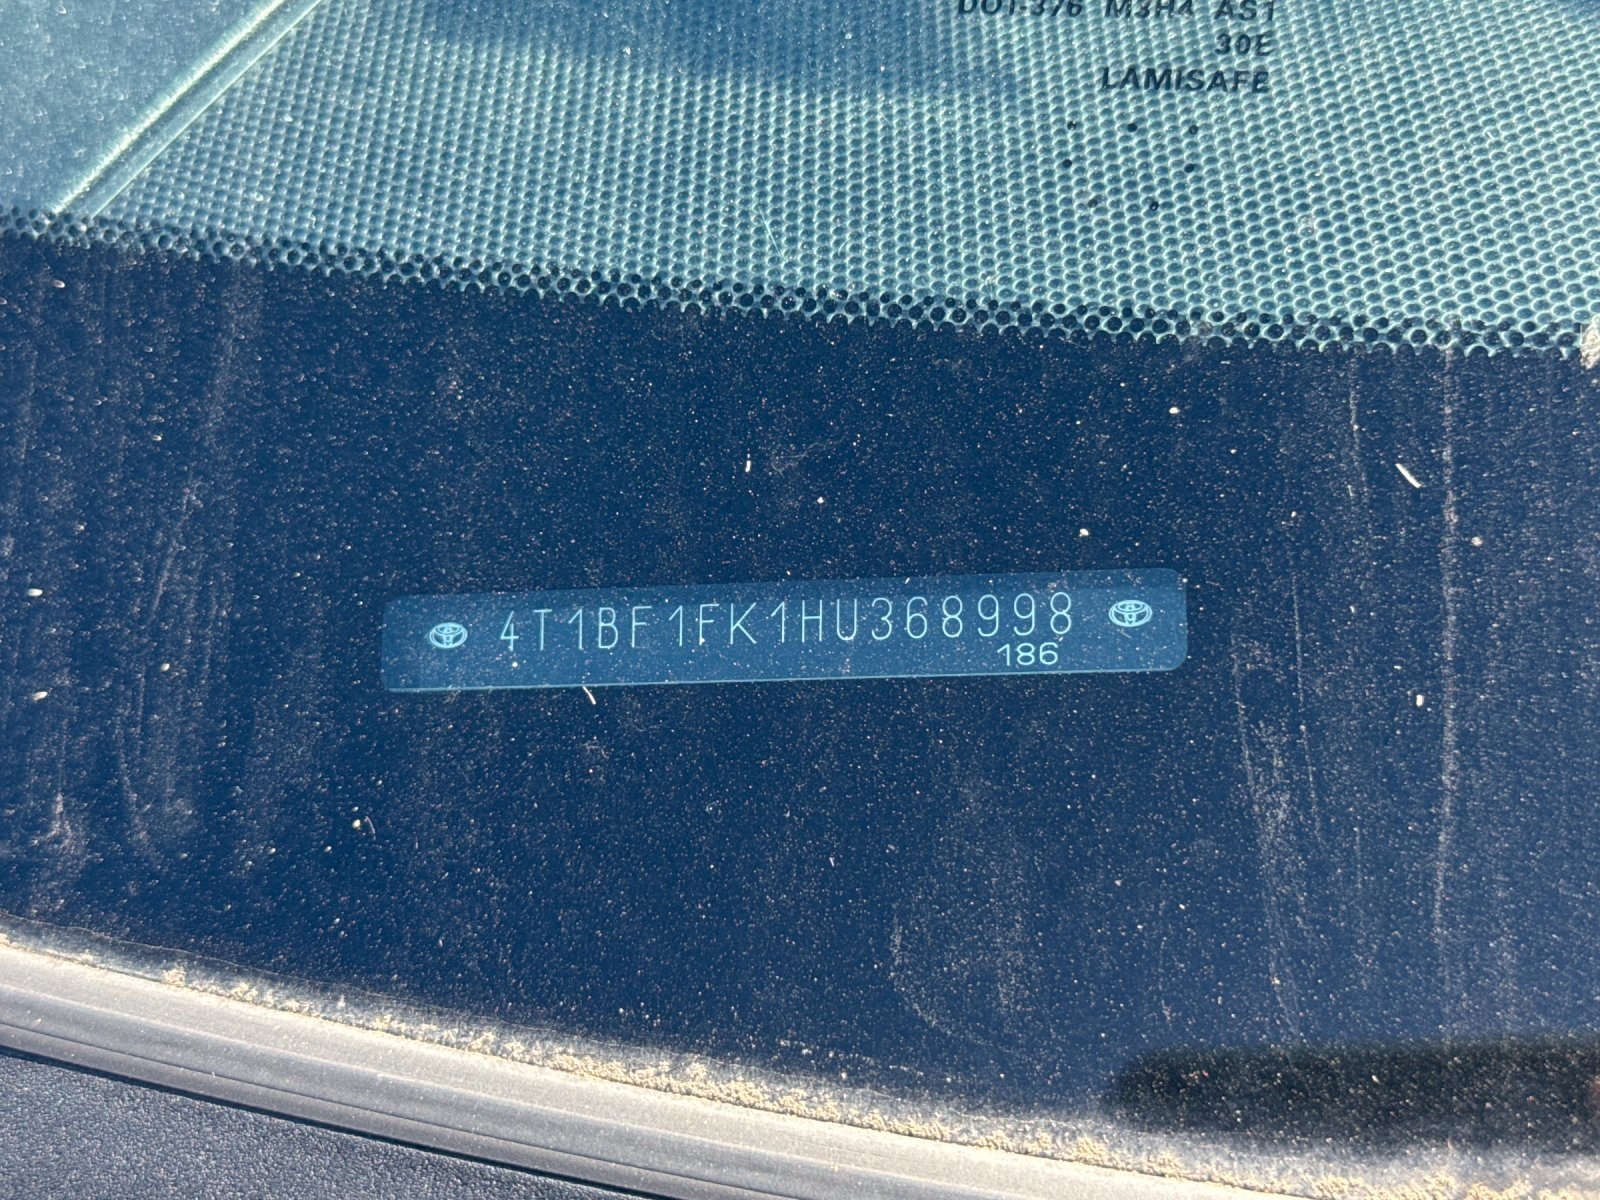 DOT-376 M3H4 AS1
30E
LAMISAFE
4T1BF1FK1HU368998
186